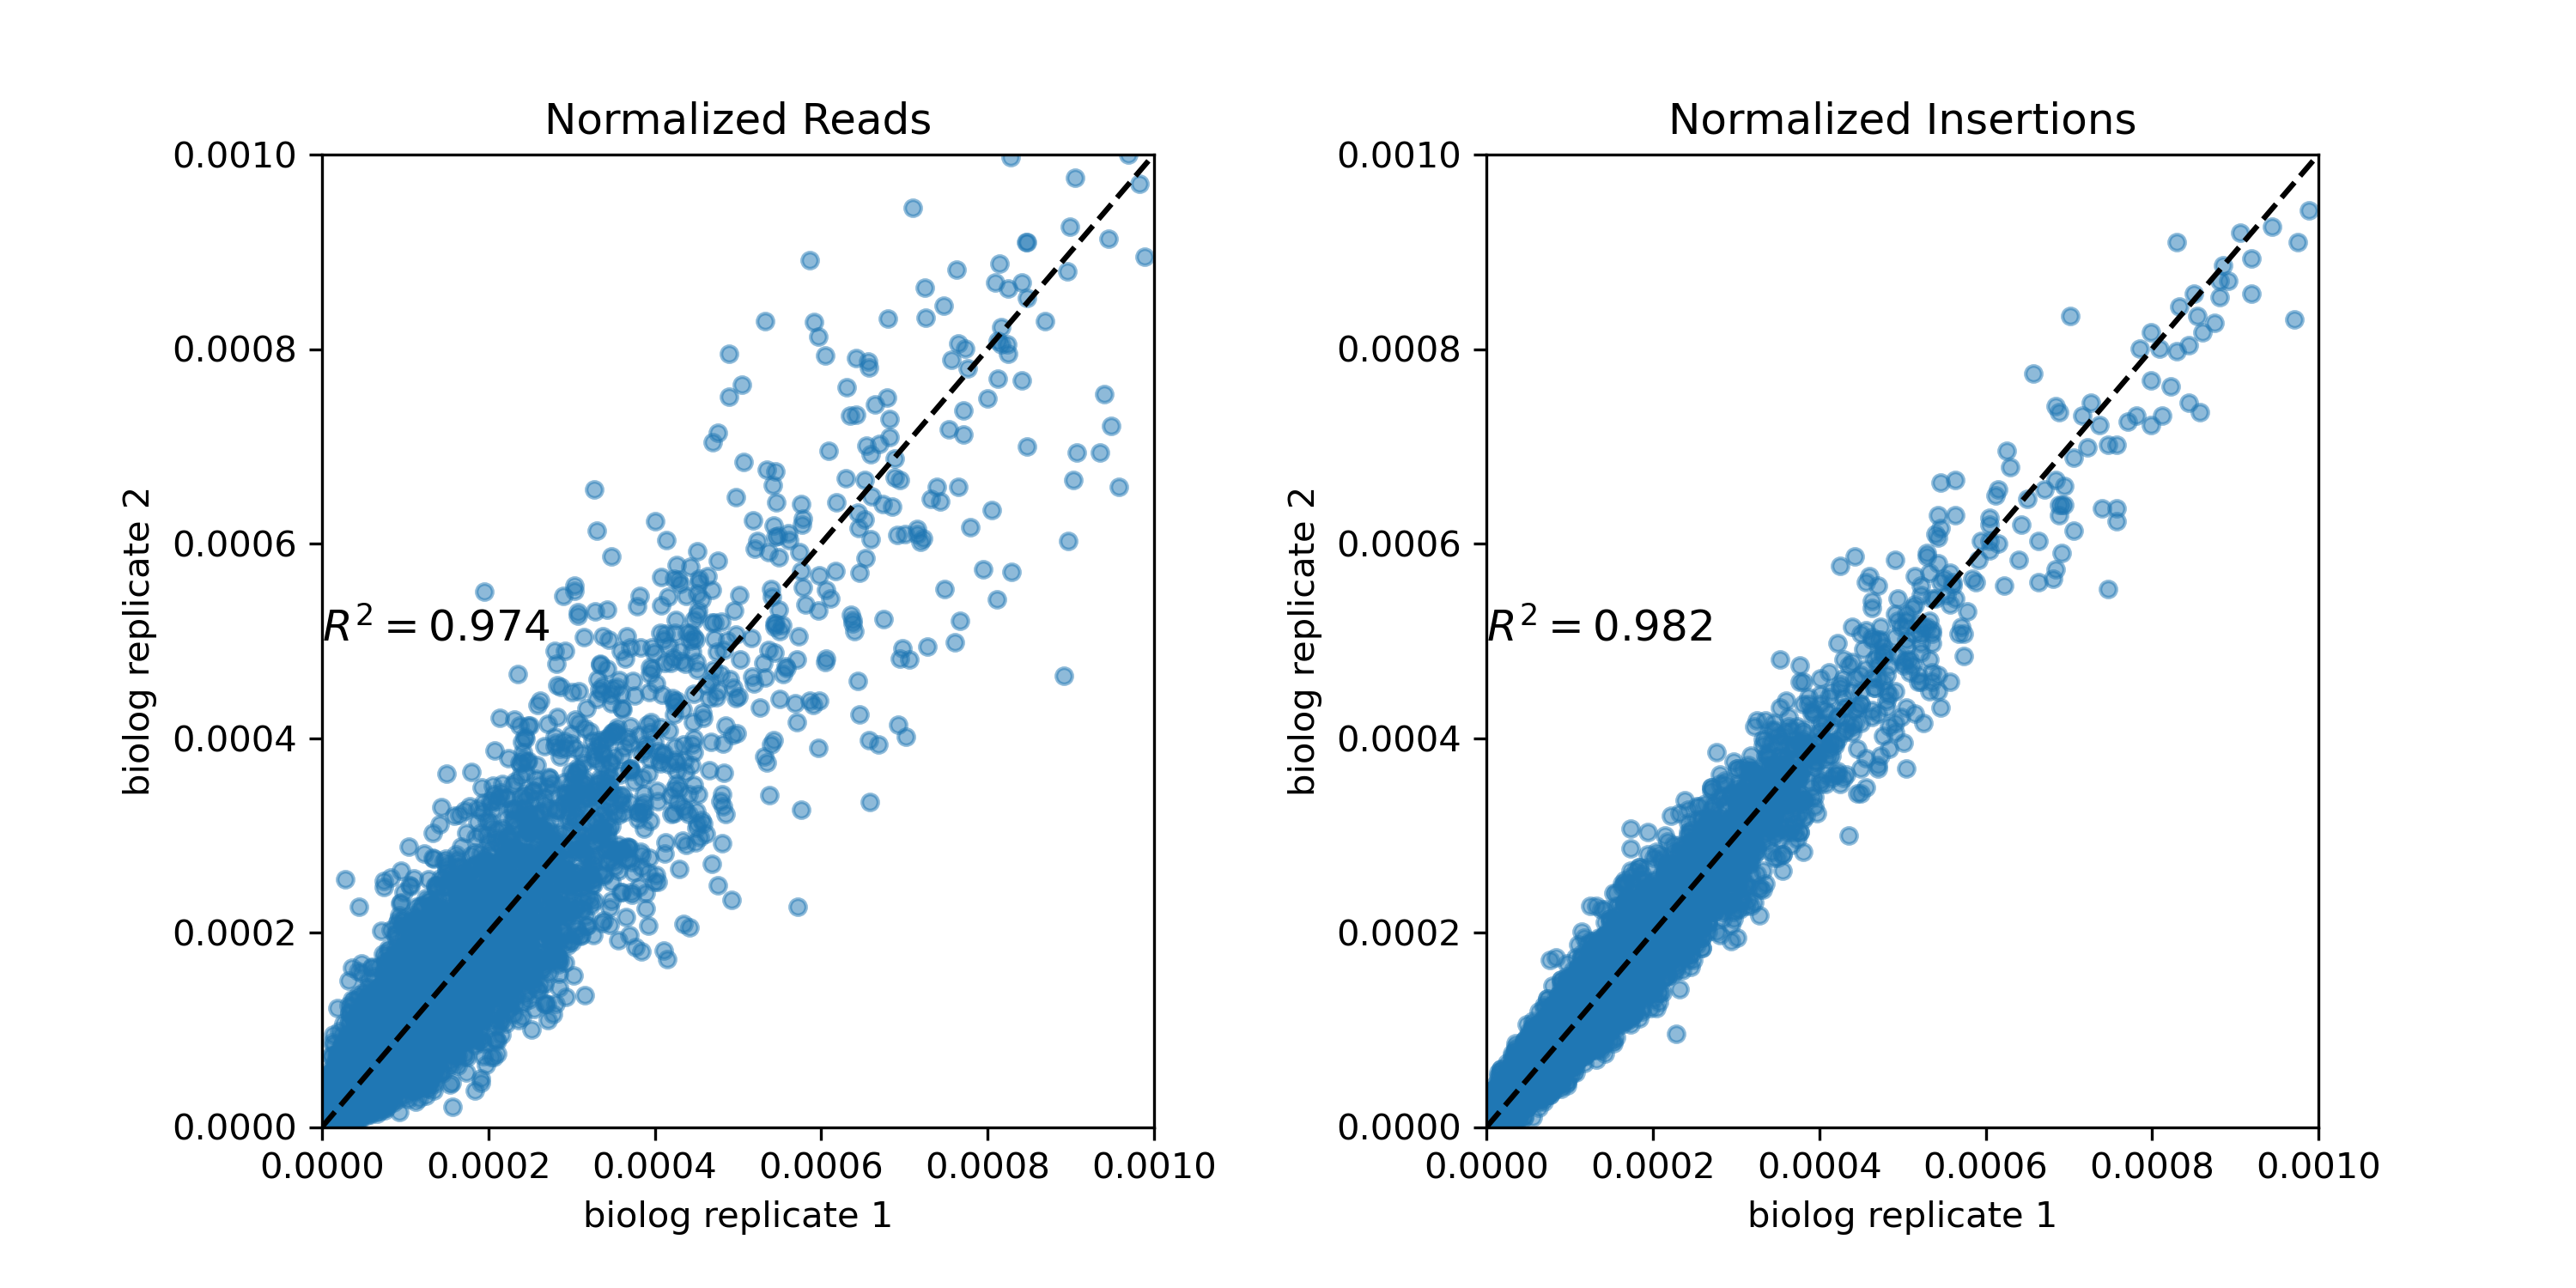 Normalized Reads
0.0010
0.0008
0.0006
0.0004
0.0002
0.0000
biolog replicate 2
R² = 0.974
0.0000 0.0002 0.0004 0.0006 0.0008 0.0010
biolog replicate 1
Normalized Insertions
0.0010
0.0008
0.0006
0.0004
0.0002
0.0000
biolog replicate 2
R² = 0.982
0.0000 0.0002 0.0004 0.0006 0.0008 0.0010
biolog replicate 1